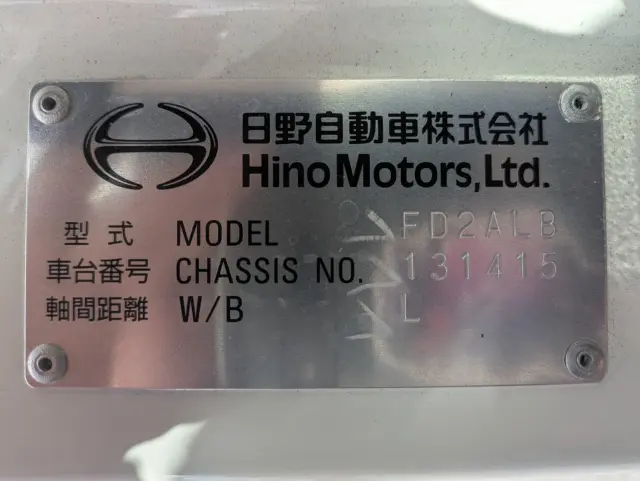 日野自動車株式会社
Hino Motors, Ltd.
型式 MODEL FD2ALB
車台番号 CHASSIS NO. 131415
軸間距離 W/B L